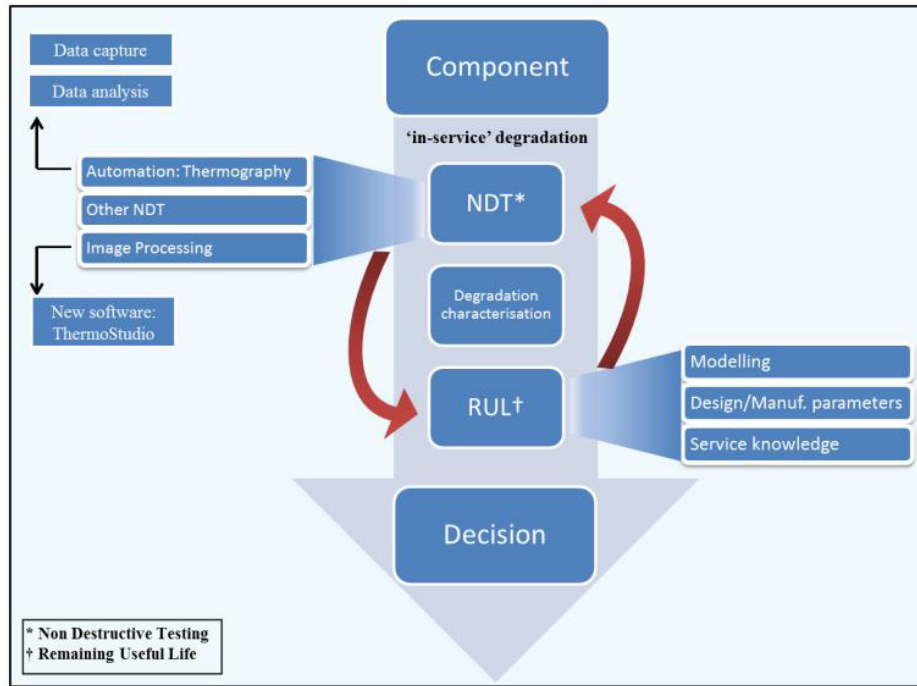 Component
Data capture
Data analysis
‘in-service’ degradation
Automation: Thermography
Other NDT
Image Processing
NDT*
New software:
ThermoStudio
Degradation
characterisation
RUL†
Modelling
Design/Manuf. parameters
Service knowledge
Decision
* Non Destructive Testing
† Remaining Useful Life